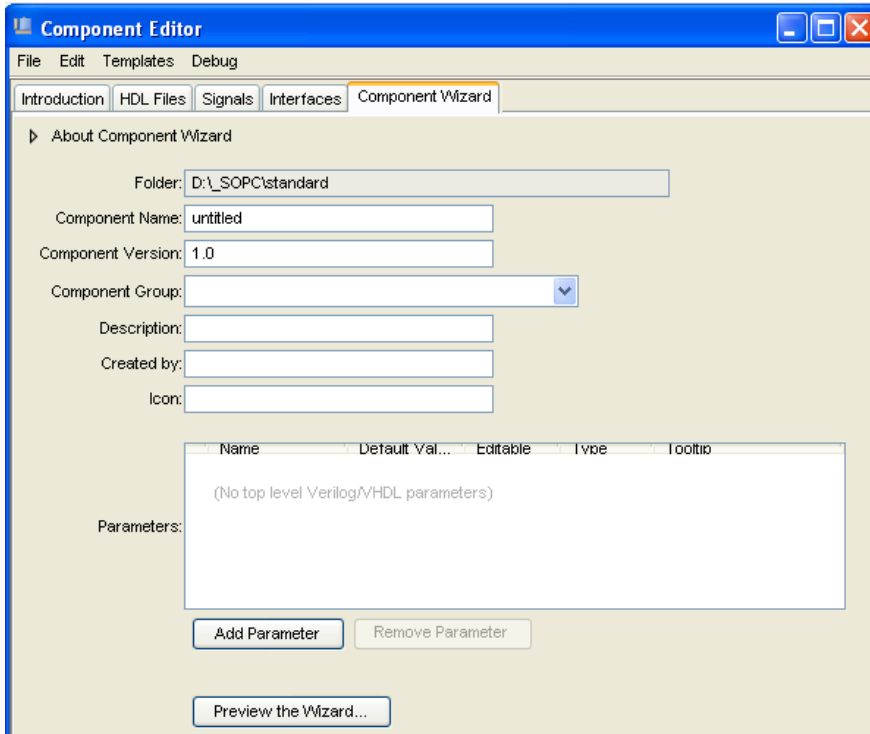 Component Editor
File Edit Templates Debug
Introduction HDL Files Signals Interfaces Component Wizard
About Component Wizard
Folder: D:\_SOPC\standard
Component Name: untitled
Component Version: 1.0
Component Group:
Description:
Created by:
Icon:
Name Default Val... Editable Type Tooltip
(No top level Verilog/VHDL parameters)
Parameters:
Add Parameter Remove Parameter
Preview the Wizard...